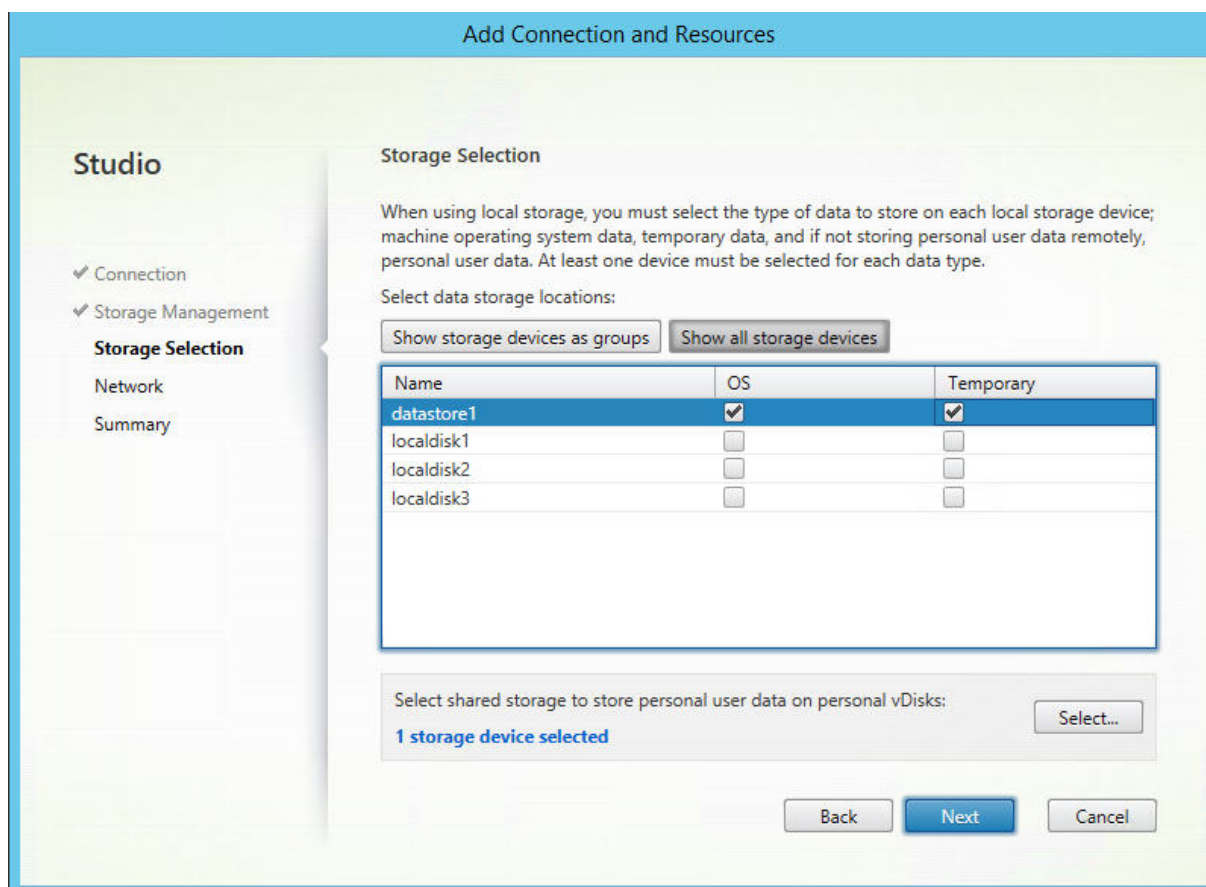 Add Connection and Resources
Studio
Connection
Storage Management
Storage Selection
Network
Summary
Storage Selection
When using local storage, you must select the type of data to store on each local storage device;
machine operating system data, temporary data, and if not storing personal user data remotely,
personal user data. At least one device must be selected for each data type.
Select data storage locations:
Show storage devices as groups Show all storage devices
Name OS Temporary
datastore1
localdisk1
localdisk2
localdisk3
Select shared storage to store personal user data on personal vDisks:
1 storage device selected
Select...
Back Next Cancel